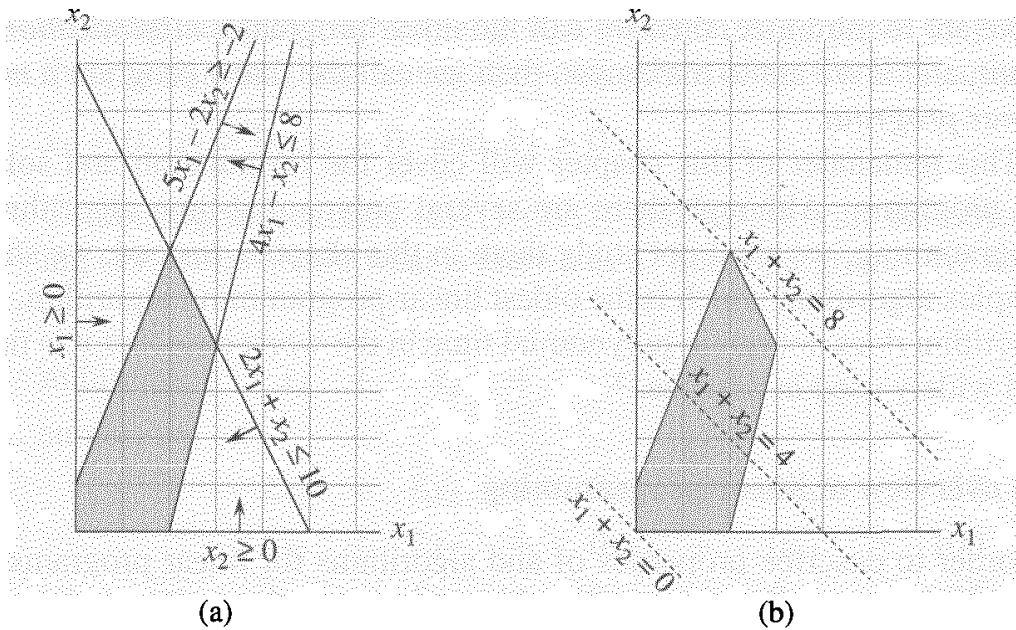 x₂
5x₁ − 2x₂ ≥ −2
4x₁ − x₂ ≤ 8
x₁ ≥ 0
2x₁ + x₂ ≤ 10
x₂ ≥ 0
x₁
(a)
x₂
x₁ + x₂ = 8
x₁ + x₂ = 4
x₁ + x₂ = 0
x₁
(b)